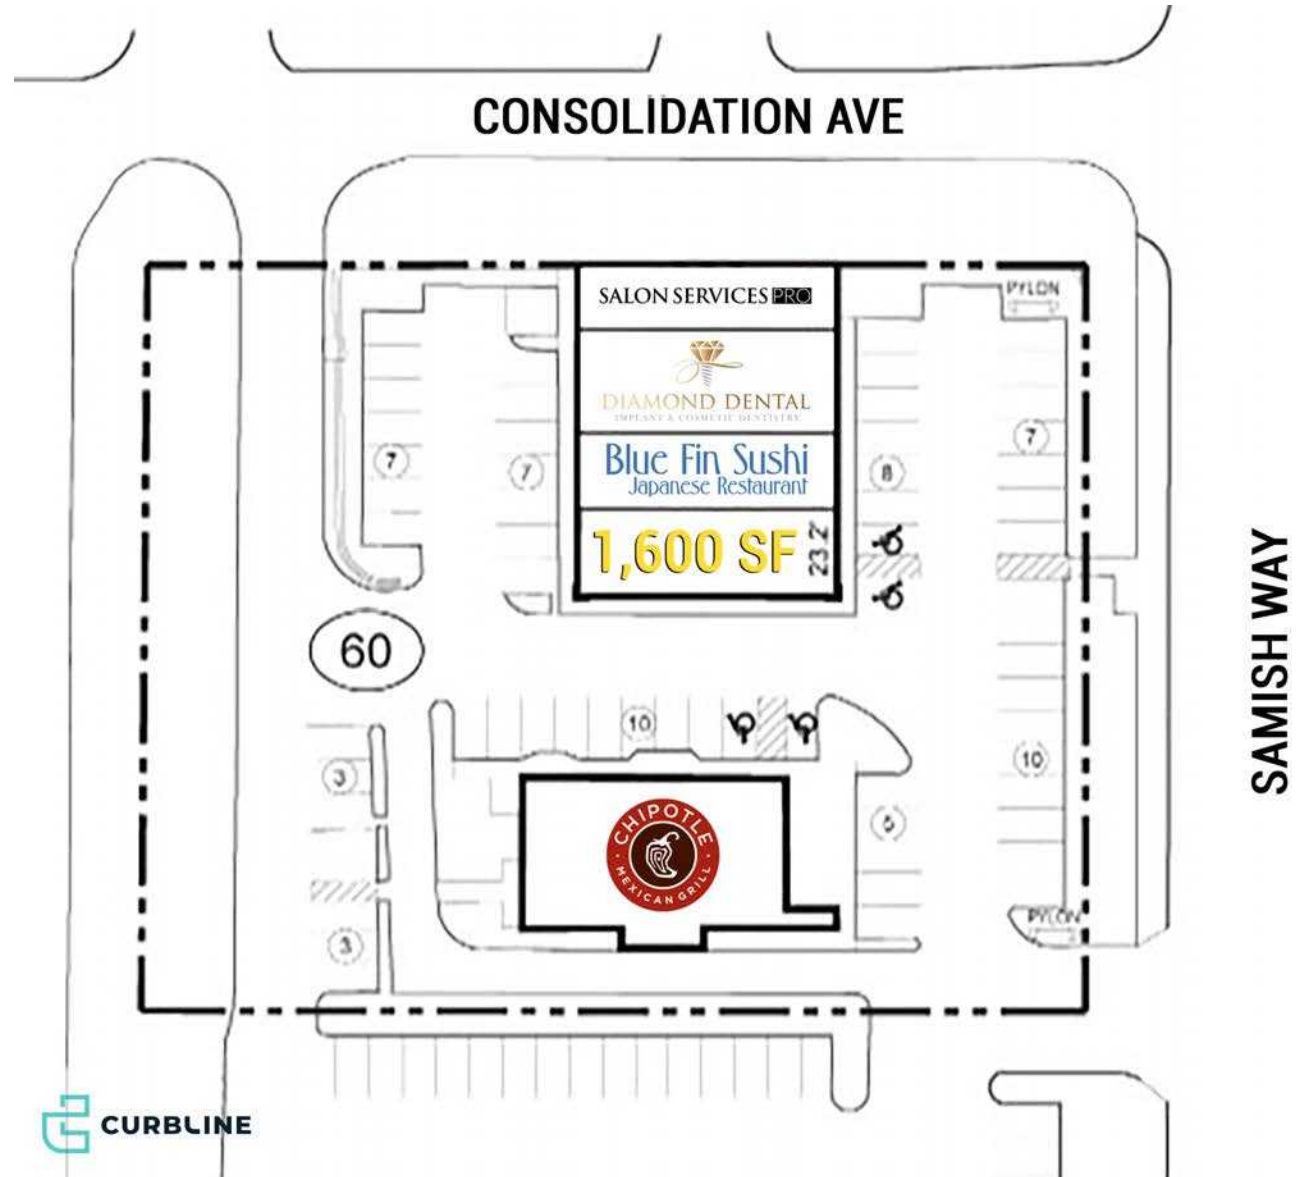 CONSOLIDATION AVE
PYLON
SALON SERVICES PRO
DIAMOND DENTAL
IMPLANT & COSMETIC DENTISTRY
7
7
7
8
Blue Fin Sushi
Japanese Restaurant
1,600 SF
23.2'
60
SAMISH WAY
10
3
10
CHIPOTLE
MEXICAN GRILL
3
PYLON
CURBLINE